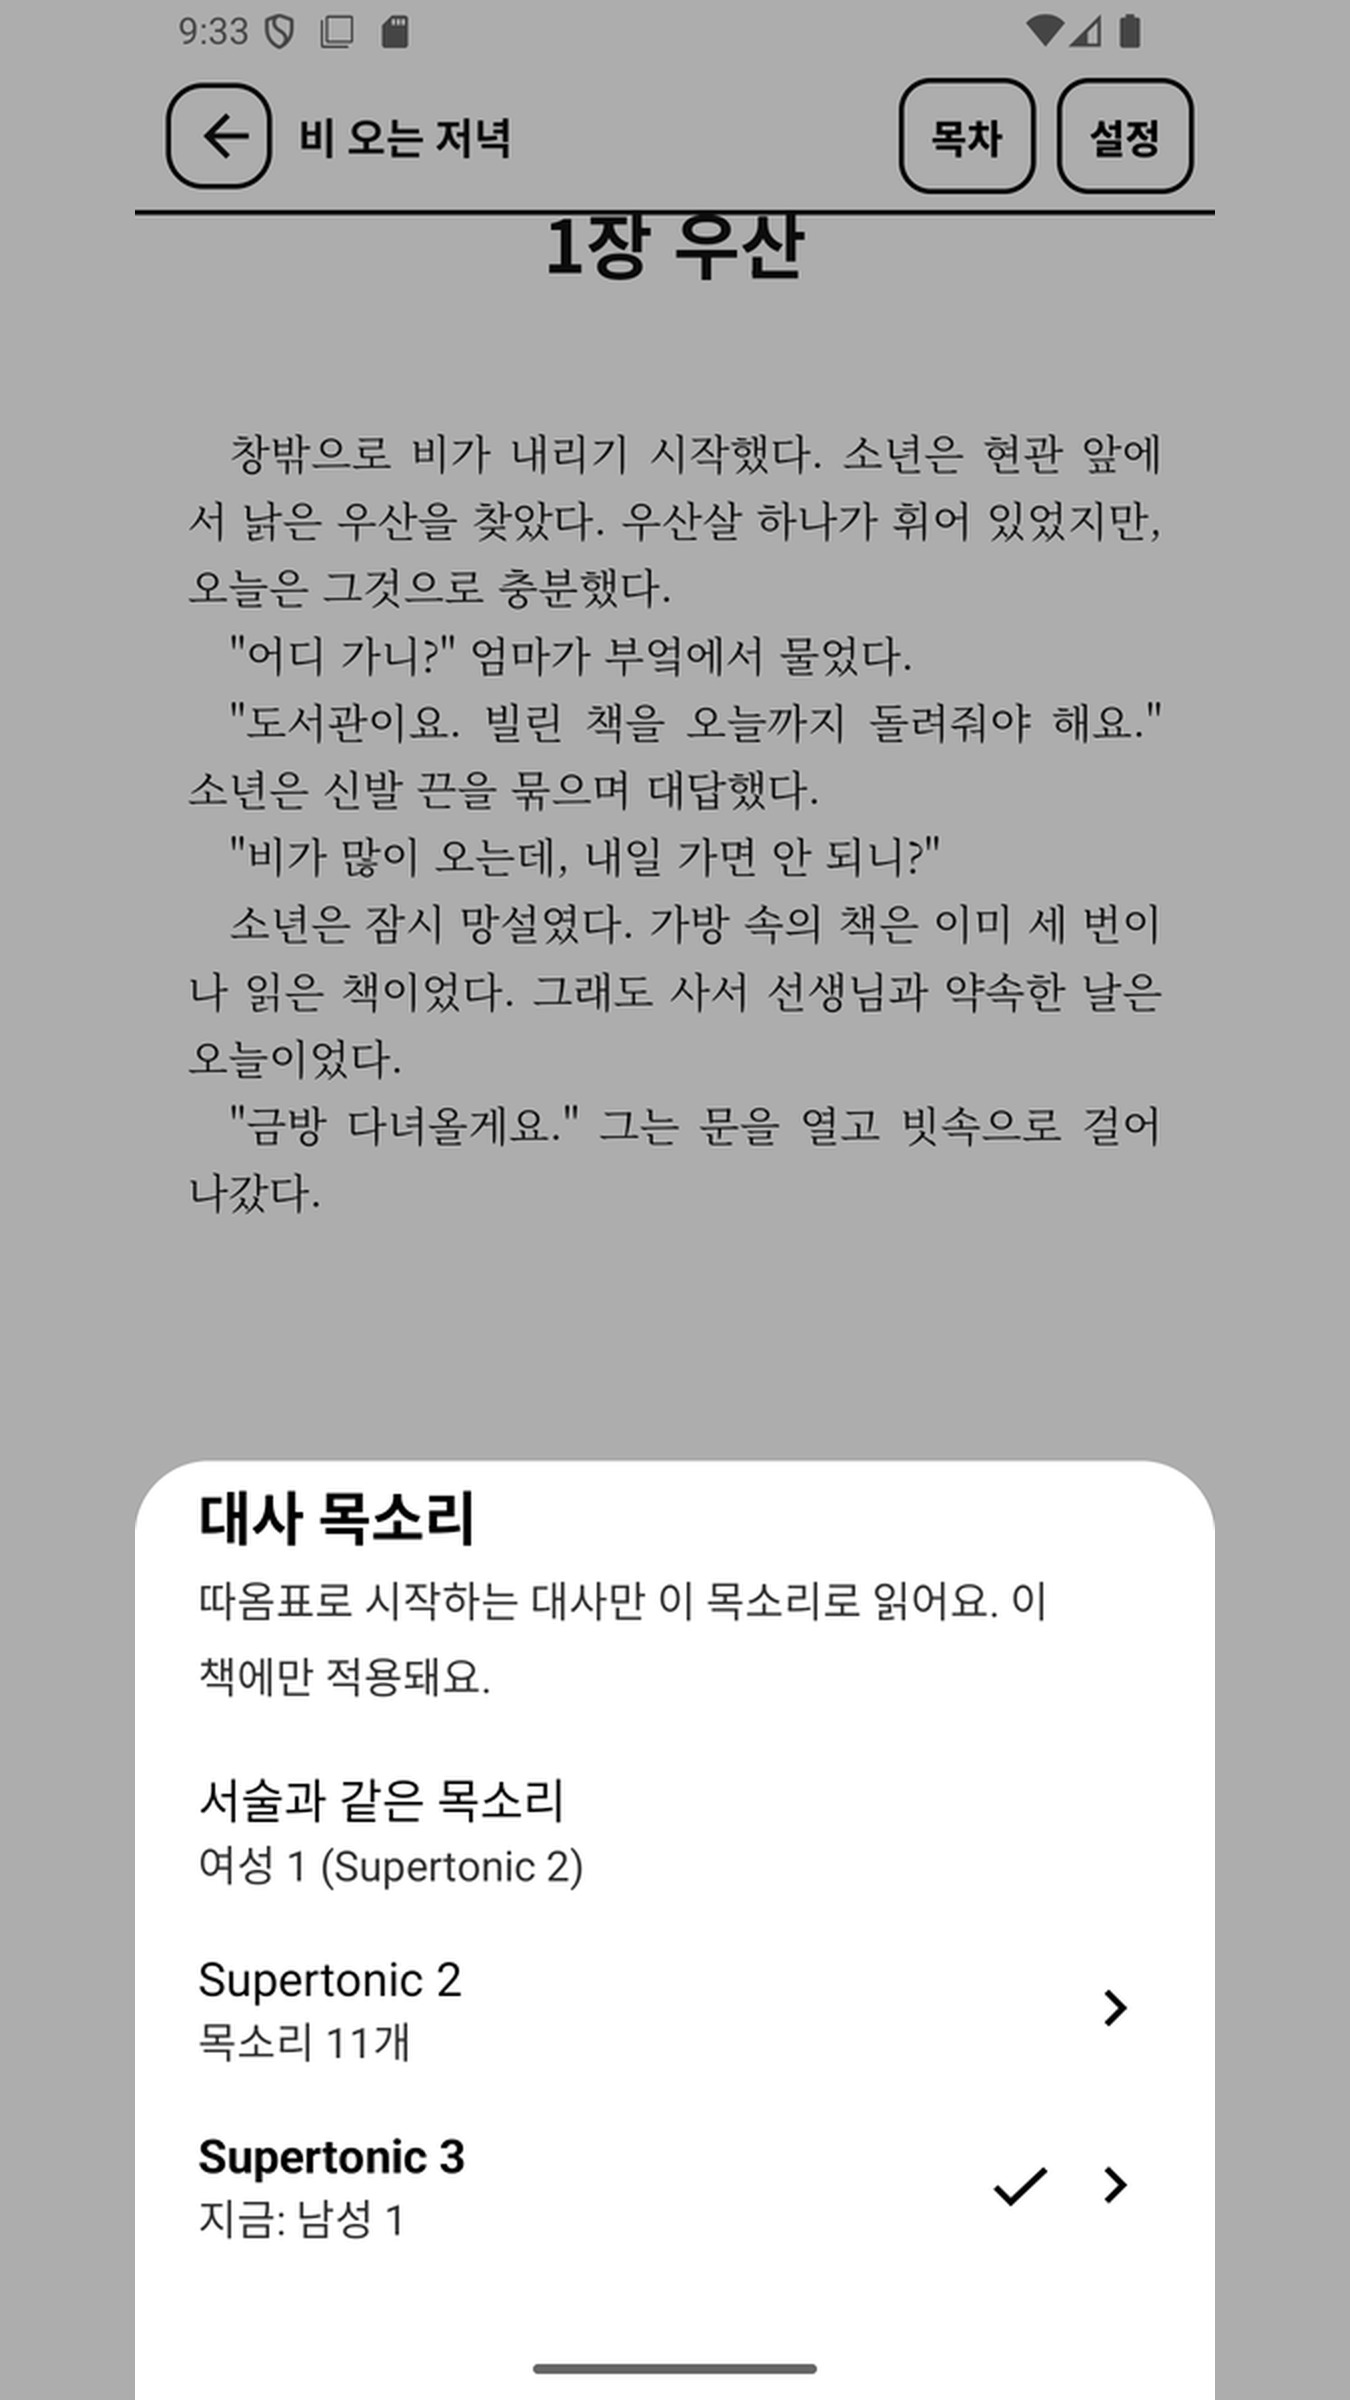 9:33
비 오는 저녁
목차
설정
1장 우산
창밖으로 비가 내리기 시작했다. 소년은 현관 앞에
서 낡은 우산을 찾았다. 우산살 하나가 휘어 있었지만,
오늘은 그것으로 충분했다.
"어디 가니?" 엄마가 부엌에서 물었다.
"도서관이요. 빌린 책을 오늘까지 돌려줘야 해요."
소년은 신발 끈을 묶으며 대답했다.
"비가 많이 오는데, 내일 가면 안 되니?"
소년은 잠시 망설였다. 가방 속의 책은 이미 세 번이
나 읽은 책이었다. 그래도 사서 선생님과 약속한 날은
오늘이었다.
"금방 다녀올게요." 그는 문을 열고 빗속으로 걸어
나갔다.
대사 목소리
따옴표로 시작하는 대사만 이 목소리로 읽어요. 이
책에만 적용돼요.
서술과 같은 목소리
여성 1 (Supertonic 2)
Supertonic 2
목소리 11개
Supertonic 3
지금: 남성 1